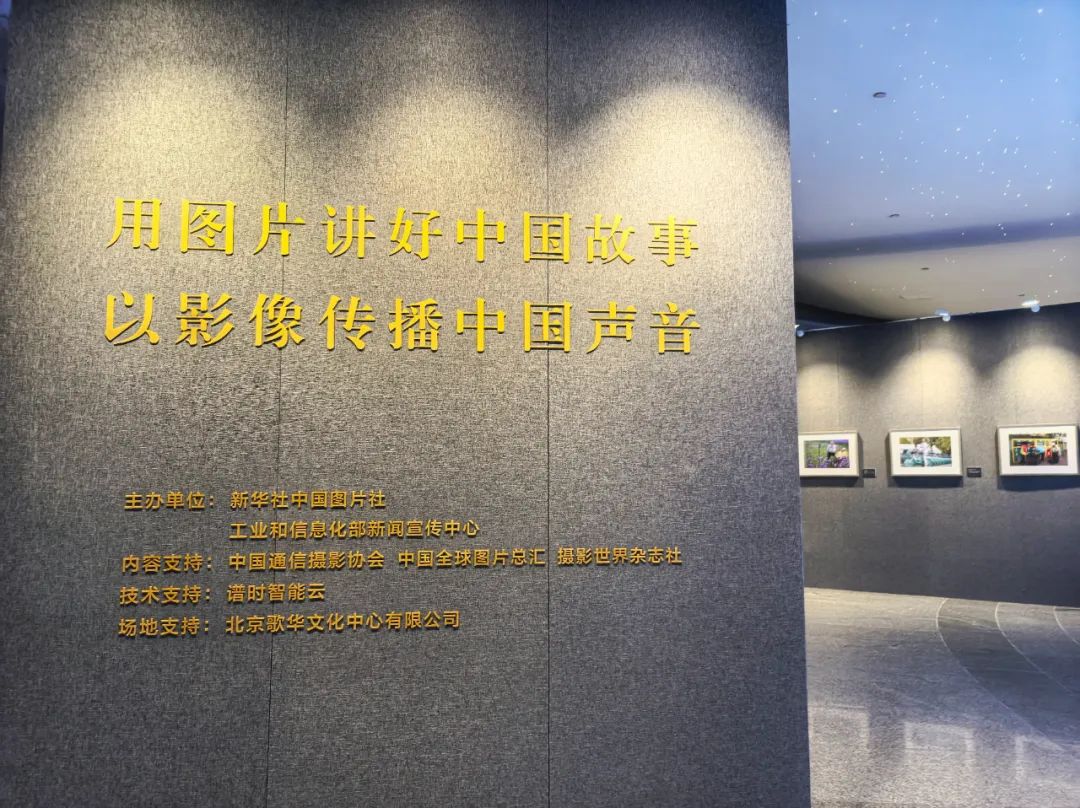 用图片讲好中国故事
以影像传播中国声音
主办单位：新华社中国图片社
工业和信息化部新闻宣传中心
内容支持：中国通信摄影协会 中国全球图片总汇 摄影世界杂志社
技术支持：谱时智能云
场地支持：北京歌华文化中心有限公司